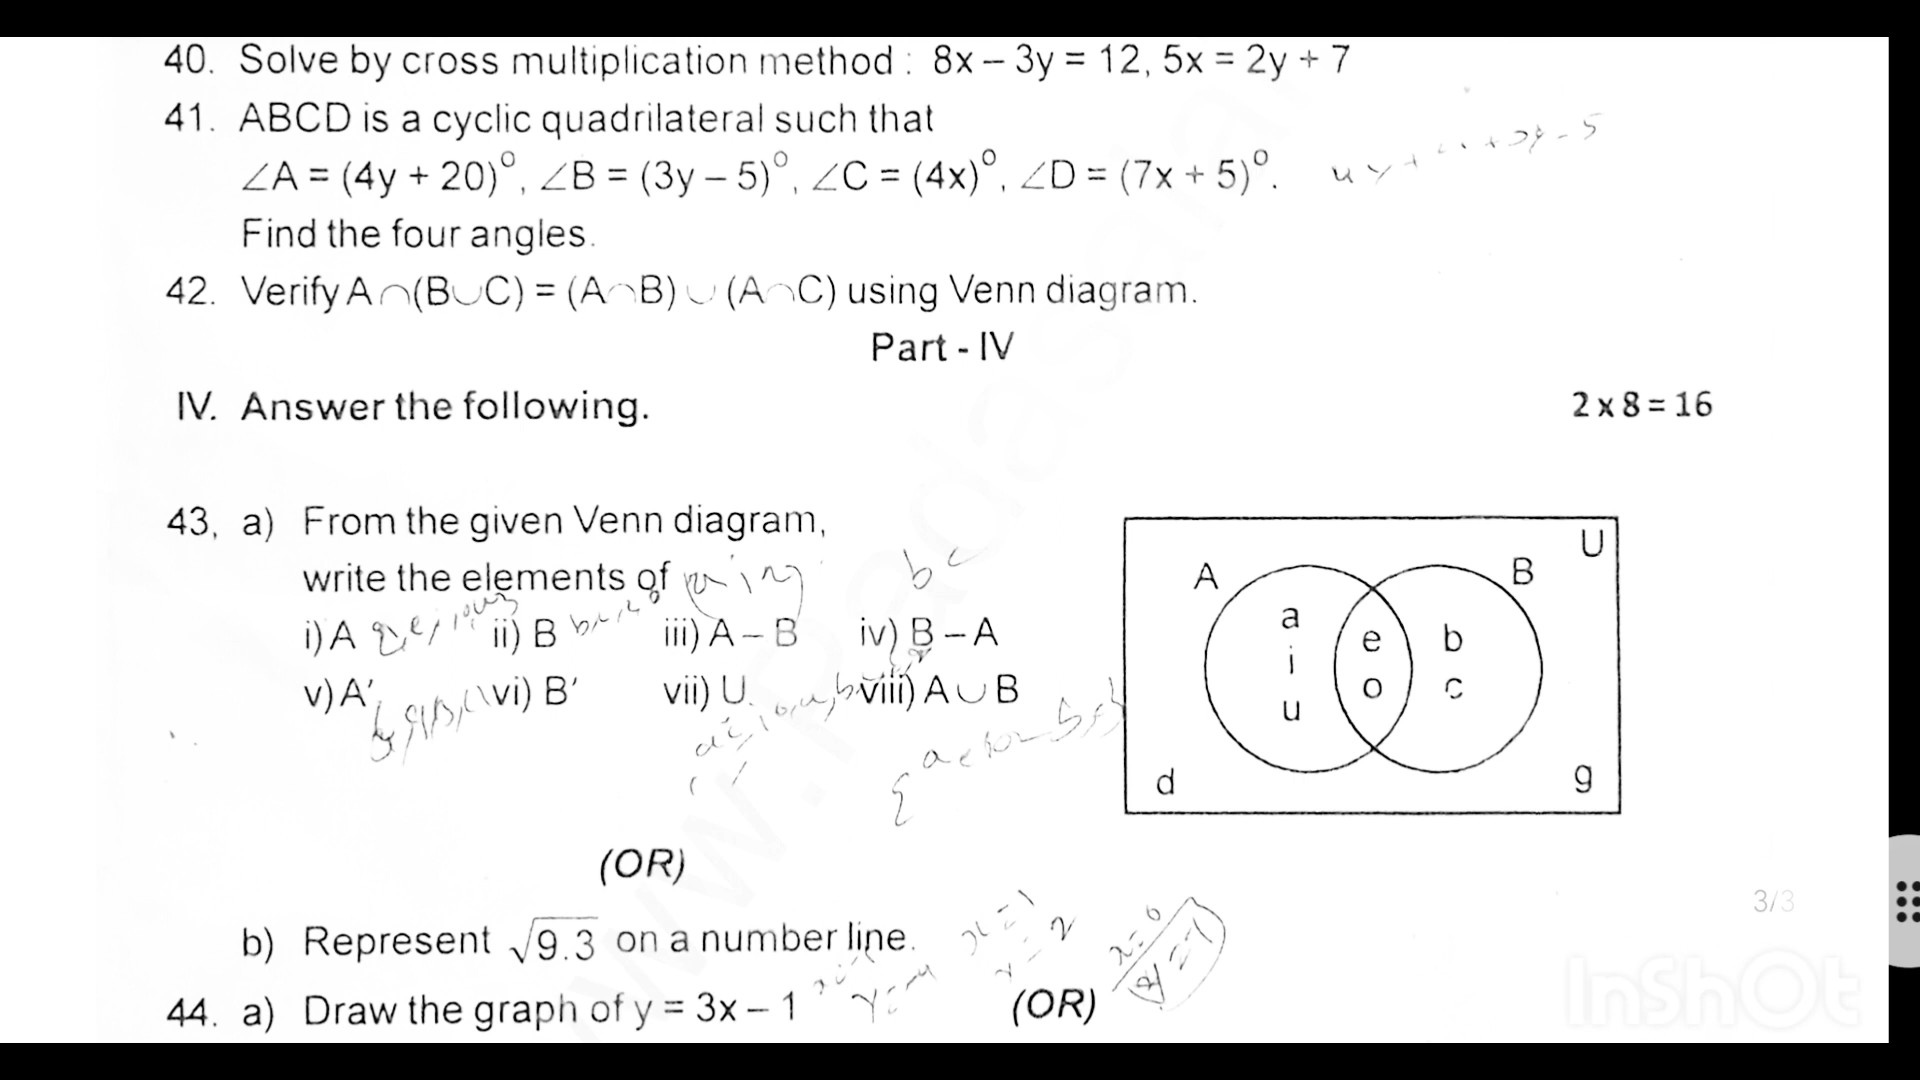 40. Solve by cross multiplication method : 8x – 3y = 12, 5x = 2y + 7
41. ABCD is a cyclic quadrilateral such that
∠A = (4y + 20)⁰, ∠B = (3y – 5)⁰, ∠C = (4x)⁰, ∠D = (7x + 5)⁰.
Find the four angles.
42. Verify A∩(B∪C) = (A∩B) ∪ (A∩C) using Venn diagram.
Part - IV
IV. Answer the following. 2 x 8 = 16
43, a) From the given Venn diagram,
write the elements of
i) A ii) B iii) A – B iv) B – A
v) A′ vi) B′ vii) U viii) A∪B
U
A B
a
e b
i
o c
u
d g
(OR)
3/3
b) Represent √9.3 on a number line.
44. a) Draw the graph of y = 3x – 1 (OR)
InShOt